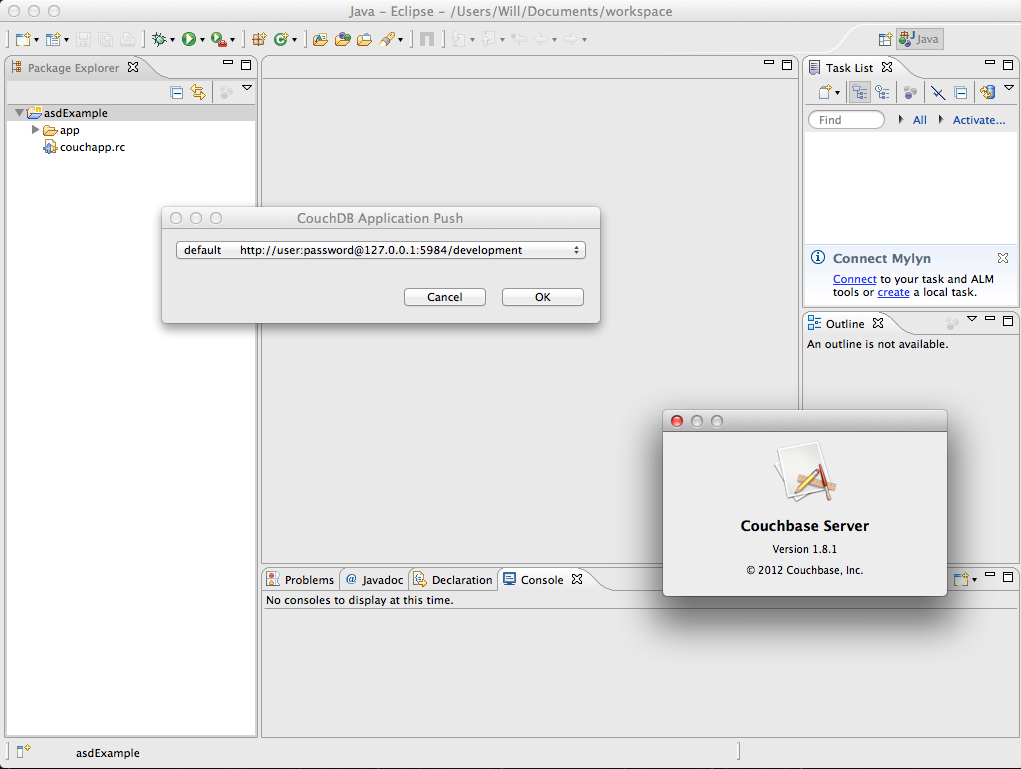 Java – Eclipse – /Users/Will/Documents/workspace
Java
Package Explorer
asdExample
app
couchapp.rc
Task List
Find
All
Activate...
Connect Mylyn
Connect to your task and ALM
tools or create a local task.
Outline
An outline is not available.
CouchDB Application Push
default http://user:password@127.0.0.1:5984/development
Cancel
OK
Couchbase Server
Version 1.8.1
© 2012 Couchbase, Inc.
Problems
@ Javadoc
Declaration
Console
No consoles to display at this time.
asdExample